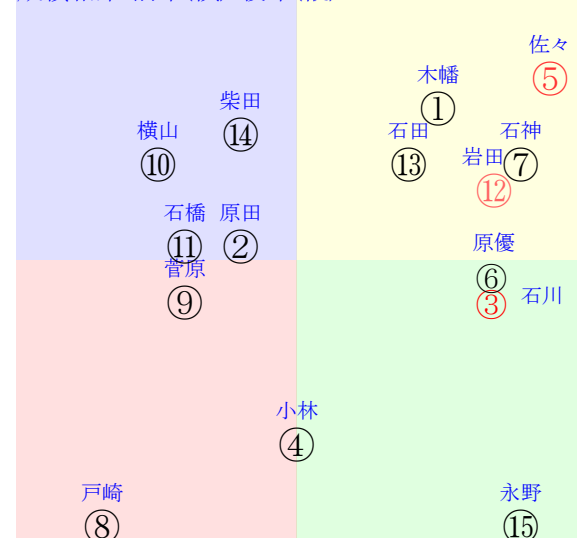 佐々
⑤
木幡
①
柴田
⑭
横山
⑩
石田
⑬
石神
⑦
岩田
⑫
石橋
⑪
原田
②
原優
⑥
菅原
⑨
③
石川
小林
④
戸崎
⑧
永野
⑮